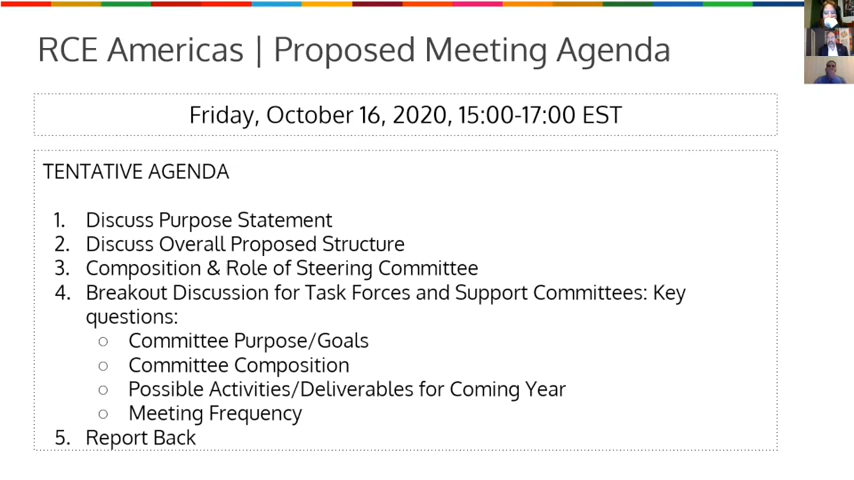 RCE Americas | Proposed Meeting Agenda
Friday, October 16, 2020, 15:00-17:00 EST
TENTATIVE AGENDA
1. Discuss Purpose Statement
2. Discuss Overall Proposed Structure
3. Composition & Role of Steering Committee
4. Breakout Discussion for Task Forces and Support Committees: Key
questions:
○ Committee Purpose/Goals
○ Committee Composition
○ Possible Activities/Deliverables for Coming Year
○ Meeting Frequency
5. Report Back